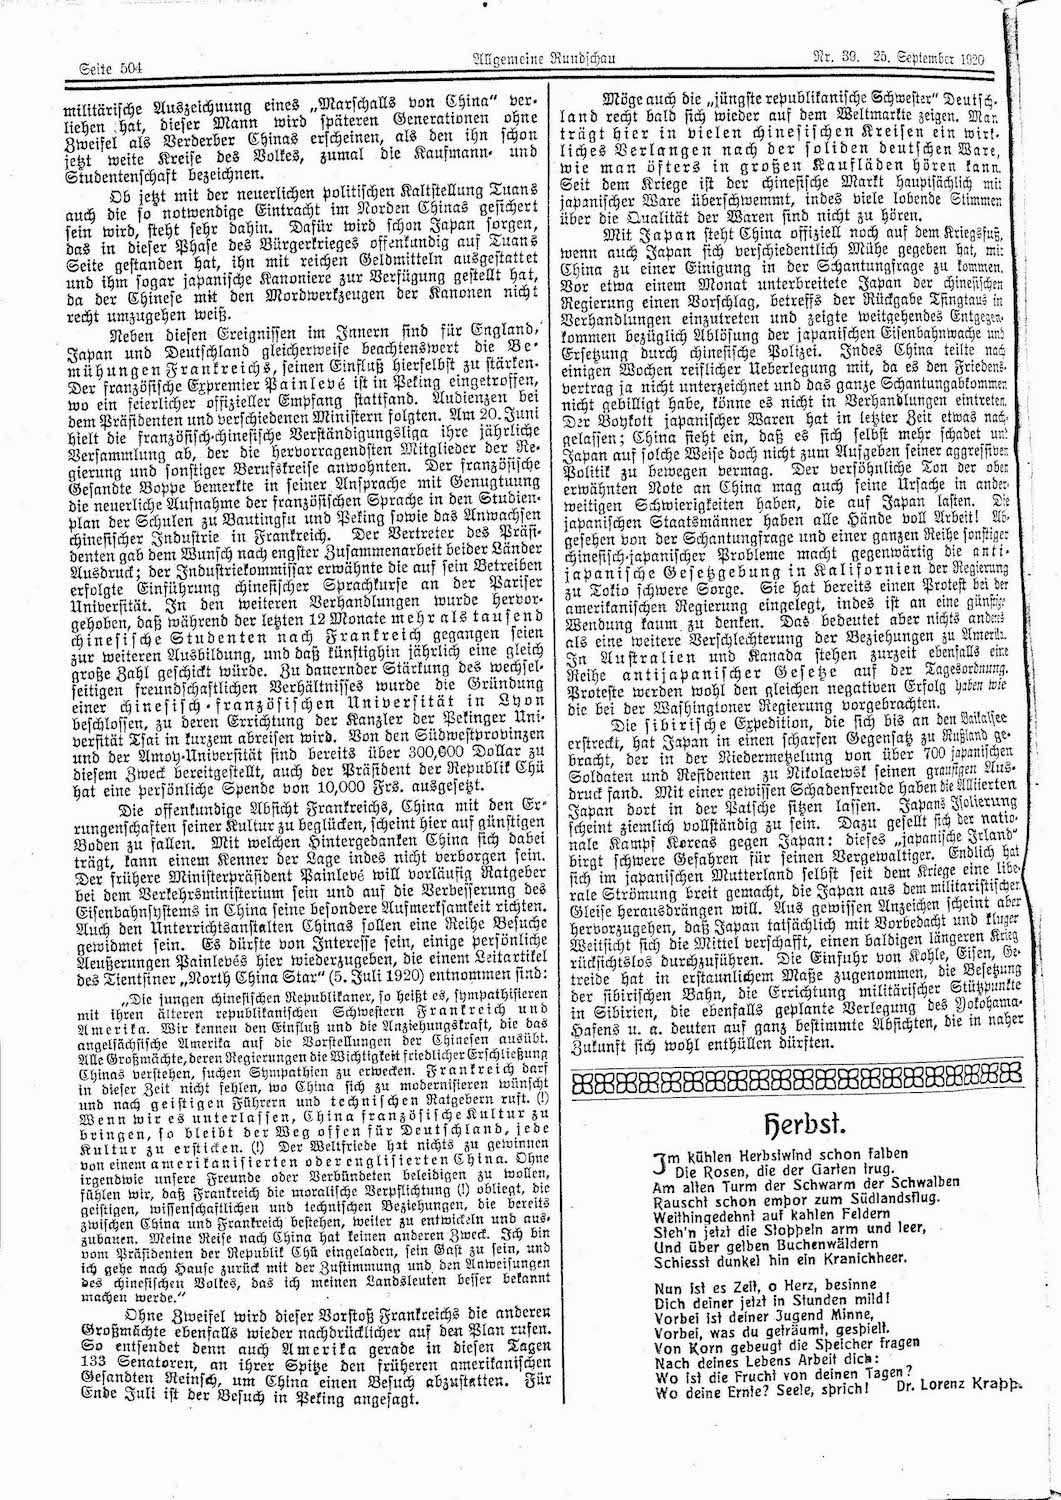 Seite 504
Allgemeine Rundschau
Nr. 39. 25. September 1920
militärische Auszeichnung eines „Marschalls von China“ ver-
liehen hat, dieser Mann wird späteren Generationen ohne
Zweifel als Verderber Chinas erscheinen, als den ihn schon
jetzt weite Kreise des Volkes, zumal die Kaufmann- und
Studentenschaft bezeichnen.
Ob jetzt mit der neuerlichen politischen Kaltstellung Tuans
auch die so notwendige Eintracht im Norden Chinas gesichert
sein wird, steht sehr dahin. Dafür wird schon Japan sorgen,
das in dieser Phase des Bürgerkrieges offenkundig auf Tuans
Seite gestanden hat, ihn mit reichen Geldmitteln ausgestattet
und ihm sogar japanische Kanoniere zur Verfügung gestellt hat,
da der Chinese mit den Mordwerkzeugen der Kanonen nicht
recht umzugehen weiß.
Neben diesen Ereignissen im Innern sind für England,
Japan und Deutschland gleicherweise beachtenswert die Be-
mühungen Frankreichs, seinen Einfluß hierselbst zu stärken.
Der französische Expremier Painlevé ist in Peking eingetroffen,
wo ein feierlicher offizieller Empfang stattfand. Audienzen bei
dem Präsidenten und verschiedenen Ministern folgten. Am 20. Juni
hielt die französisch-chinesische Verständigungsliga ihre jährliche
Versammlung ab, der die hervorragendsten Mitglieder der Re-
gierung und sonstiger Berufskreise anwohnten. Der französische
Gesandte Boppe bemerkte in seiner Ansprache mit Genugtuung
die neuerliche Aufnahme der französischen Sprache in den Studien-
plan der Schulen zu Bautingfu und Peking sowie das Anwachsen
chinesischer Industrie in Frankreich. Der Vertreter des Präsi-
denten gab dem Wunsch nach engster Zusammenarbeit beider Länder
Ausdruck; der Industriekommissar erwähnte die auf sein Betreiben
erfolgte Einführung chinesischer Sprachkurse an der Pariser
Universität. In den weiteren Verhandlungen wurde hervor-
gehoben, daß während der letzten 12 Monate mehr als tausend
chinesische Studenten nach Frankreich gegangen seien
zur weiteren Ausbildung, und daß künftighin jährlich eine gleich
große Zahl geschickt würde. Zu dauernder Stärkung des wechsel-
seitigen freundschaftlichen Verhältnisses wurde die Gründung
einer chinesisch-französischen Universität in Lyon
beschlossen, zu deren Errichtung der Kanzler der Pekinger Uni-
versität Tsai in kurzem abreisen wird. Von den Südwestprovinzen
und der Amoy-Universität sind bereits über 300,000 Dollar zu
diesem Zweck bereitgestellt, auch der Präsident der Republik Chü
hat eine persönliche Spende von 10,000 Frs. ausgesetzt.
Die offenkundige Absicht Frankreichs, China mit den Er-
rungenschaften seiner Kultur zu beglücken, scheint hier auf günstigen
Boden zu fallen. Mit welchen Hintergedanken China sich dabei
trägt, kann einem Kenner der Lage indes nicht verborgen sein.
Der frühere Ministerpräsident Painlevé will vorläufig Ratgeber
bei dem Verkehrsministerium sein und auf die Verbesserung des
Eisenbahnsystems in China seine besondere Aufmerksamkeit richten.
Auch den Unterrichtsanstalten Chinas sollen eine Reihe Besuche
gewidmet sein. Es dürfte von Interesse sein, einige persönliche
Aeußerungen Painlevés hier wiederzugeben, die einem Leitartikel
des Tientsiner „North China Star“ (5. Juli 1920) entnommen sind:
„Die jungen chinesischen Republikaner, so heißt es, sympathisieren
mit ihren älteren republikanischen Schwestern Frankreich und
Amerika. Wir kennen den Einfluß und die Anziehungskraft, die das
angelsächsische Amerika auf die Vorstellungen der Chinesen ausübt.
Alle Großmächte, deren Regierungen die Wichtigkeit friedlicher Erschließung
Chinas verstehen, suchen Sympathien zu erwecken. Frankreich darf
in dieser Zeit nicht fehlen, wo China sich zu modernisieren wünscht
und nach geistigen Führern und technischen Ratgebern ruft. (!)
Wenn wir es unterlassen, China französische Kultur zu
bringen, so bleibt der Weg offen für Deutschland, jede
Kultur zu ersticken. (!) Der Weltfriede hat nichts zu gewinnen
von einem amerikanisierten oder englisierten China. Ohne
irgendwie unsere Freunde oder Verbündeten beleidigen zu wollen,
fühlen wir, daß Frankreich die moralische Verpflichtung (!) obliegt, die
geistigen, wissenschaftlichen und technischen Beziehungen, die bereits
zwischen China und Frankreich bestehen, weiter zu entwickeln und aus-
zubauen. Meine Reise nach China hat keinen anderen Zweck. Ich bin
vom Präsidenten der Republik Chü eingeladen, sein Gast zu sein, und
ich gehe nach Hause zurück mit der Zustimmung und den Anweisungen
des chinesischen Volkes, das ich meinen Landsleuten besser bekannt
machen werde.“
Ohne Zweifel wird dieser Vorstoß Frankreichs die anderen
Großmächte ebenfalls wieder nachdrücklicher auf den Plan rufen.
So entsendet denn auch Amerika gerade in diesen Tagen
133 Senatoren, an ihrer Spitze den früheren amerikanischen
Gesandten Reinsch, um China einen Besuch abzustatten. Für
Ende Juli ist der Besuch in Peking angesagt.
Möge auch die „jüngste republikanische Schwester“ Deutsch-
land recht bald sich wieder auf dem Weltmarkte zeigen. Man
trägt hier in vielen chinesischen Kreisen ein wirk-
liches Verlangen nach der soliden deutschen Ware,
wie man öfters in großen Kaufläden hören kann.
Seit dem Kriege ist der chinesische Markt hauptsächlich mit
japanischer Ware überschwemmt, indes viele lobende Stimmen
über die Qualität der Waren sind nicht zu hören.
Mit Japan steht China offiziell noch auf dem Kriegsfuß,
wenn auch Japan sich verschiedentlich Mühe gegeben hat, mit
China zu einer Einigung in der Schantungfrage zu kommen.
Vor etwa einem Monat unterbreitete Japan der chinesischen
Regierung einen Vorschlag, betreffs der Rückgabe Tsingtaus in
Verhandlungen einzutreten und zeigte weitgehendes Entgegen-
kommen bezüglich Ablösung der japanischen Eisenbahnwache und
Ersetzung durch chinesische Polizei. Indes China teilte nach
einigen Wochen reiflicher Ueberlegung mit, da es den Friedens-
vertrag ja nicht unterzeichnet und das ganze Schantungabkommen
nicht gebilligt habe, könne es nicht in Verhandlungen eintreten.
Der Boykott japanischer Waren hat in letzter Zeit etwas nach-
gelassen; China sieht ein, daß es sich selbst mehr schadet und
Japan auf solche Weise doch nicht zum Aufgeben seiner aggressiven
Politik zu bewegen vermag. Der versöhnliche Ton der oben
erwähnten Note an China mag auch seine Ursache in ander-
weitigen Schwierigkeiten haben, die auf Japan lasten. Die
japanischen Staatsmänner haben alle Hände voll Arbeit! Ab-
gesehen von der Schantungfrage und einer ganzen Reihe sonstiger
chinesisch-japanischer Probleme macht gegenwärtig die anti-
japanische Gesetzgebung in Kalifornien der Regierung
zu Tokio schwere Sorge. Sie hat bereits einen Protest bei der
amerikanischen Regierung eingelegt, indes ist an eine günstige
Wendung kaum zu denken. Das bedeutet aber nichts anders
als eine weitere Verschlechterung der Beziehungen zu Amerika.
In Australien und Kanada stehen zurzeit ebenfalls eine
Reihe antijapanischer Gesetze auf der Tagesordnung.
Proteste werden wohl den gleichen negativen Erfolg haben wie
die bei der Washingtoner Regierung vorgebrachten.
Die sibirische Expedition, die sich bis an den Baikalsee
erstreckt, hat Japan in einen scharfen Gegensatz zu Rußland ge-
bracht, der in der Niedermetzelung von über 700 japanischen
Soldaten und Residenten zu Nikolaewsk seinen grausigen Aus-
druck fand. Mit einer gewissen Schadenfreude haben die Alliierten
Japan dort in der Patsche sitzen lassen. Japans Isolierung
scheint ziemlich vollständig zu sein. Dazu gesellt sich der natio-
nale Kampf Koreas gegen Japan: dieses „japanische Irland“
birgt schwere Gefahren für seinen Vergewaltiger. Endlich hat
sich im japanischen Mutterland selbst seit dem Kriege eine libe-
rale Strömung breit gemacht, die Japan aus dem militaristischen
Gleise herausdrängen will. Aus gewissen Anzeichen scheint aber
hervorzugehen, daß Japan tatsächlich mit Vorbedacht und kluger
Weitsicht sich die Mittel verschafft, einen baldigen längeren Krieg
rücksichtslos durchzuführen. Die Einfuhr von Kohle, Eisen, Ge-
treide hat in erstaunlichem Maße zugenommen, die Besetzung
der sibirischen Bahn, die Errichtung militärischer Stützpunkte
in Sibirien, die ebenfalls geplante Verlegung des Yokohama-
Hafens u. a. deuten auf ganz bestimmte Absichten, die in naher
Zukunft sich wohl enthüllen dürften.
Herbst.
Im kühlen Herbstwind schon falben
Die Rosen, die der Garten trug.
Am alten Turm der Schwarm der Schwalben
Rauscht schon empor zum Südlandsflug.
Weithingedehnt auf kahlen Feldern
Steh'n jetzt die Stoppeln arm und leer,
Und über gelben Buchenwäldern
Schiesst dunkel hin ein Kranichheer.
Nun ist es Zeit, o Herz, besinne
Dich deiner jetzt in Stunden mild!
Vorbei ist deiner Jugend Minne,
Vorbei, was du geträumt, gespielt.
Von Korn gebeugt die Speicher fragen
Nach deines Lebens Arbeit dich:
Wo ist die Frucht von deinen Tagen?
Wo deine Ernte? Seele, sprich! Dr. Lorenz Krapp.